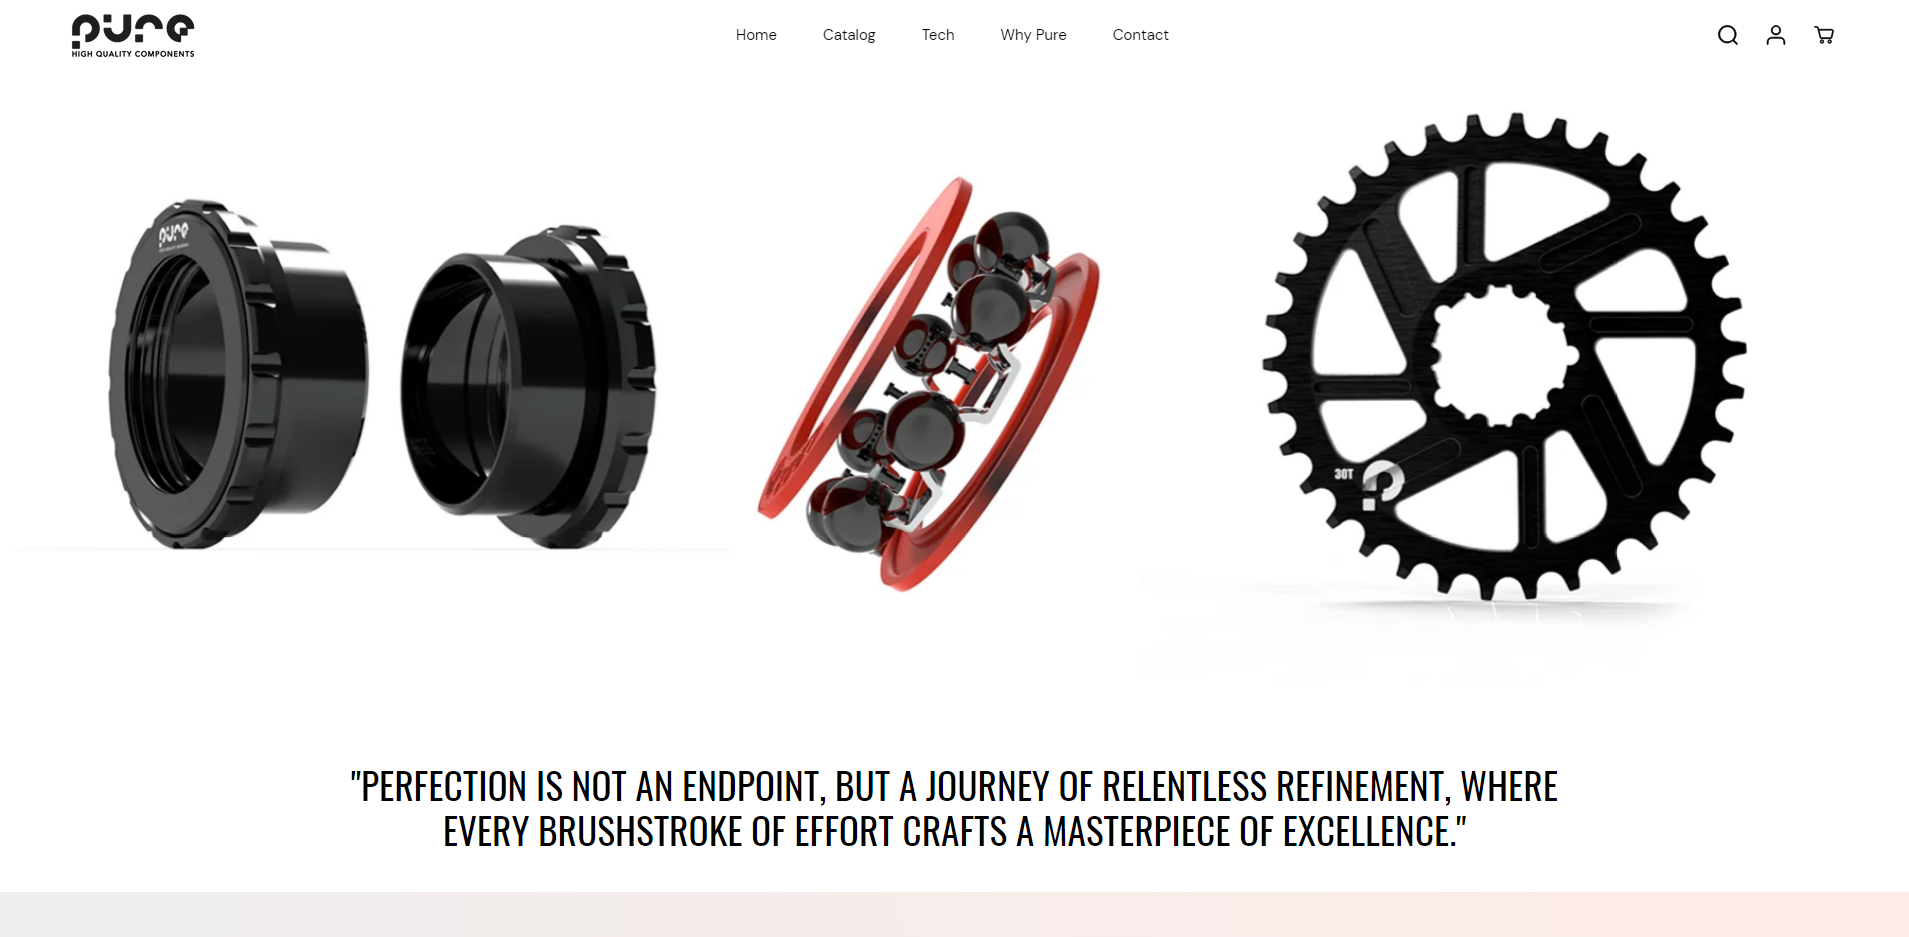 pure
HIGH QUALITY COMPONENTS
Home
Catalog
Tech
Why Pure
Contact
pure
30T
"PERFECTION IS NOT AN ENDPOINT, BUT A JOURNEY OF RELENTLESS REFINEMENT, WHERE
EVERY BRUSHSTROKE OF EFFORT CRAFTS A MASTERPIECE OF EXCELLENCE."